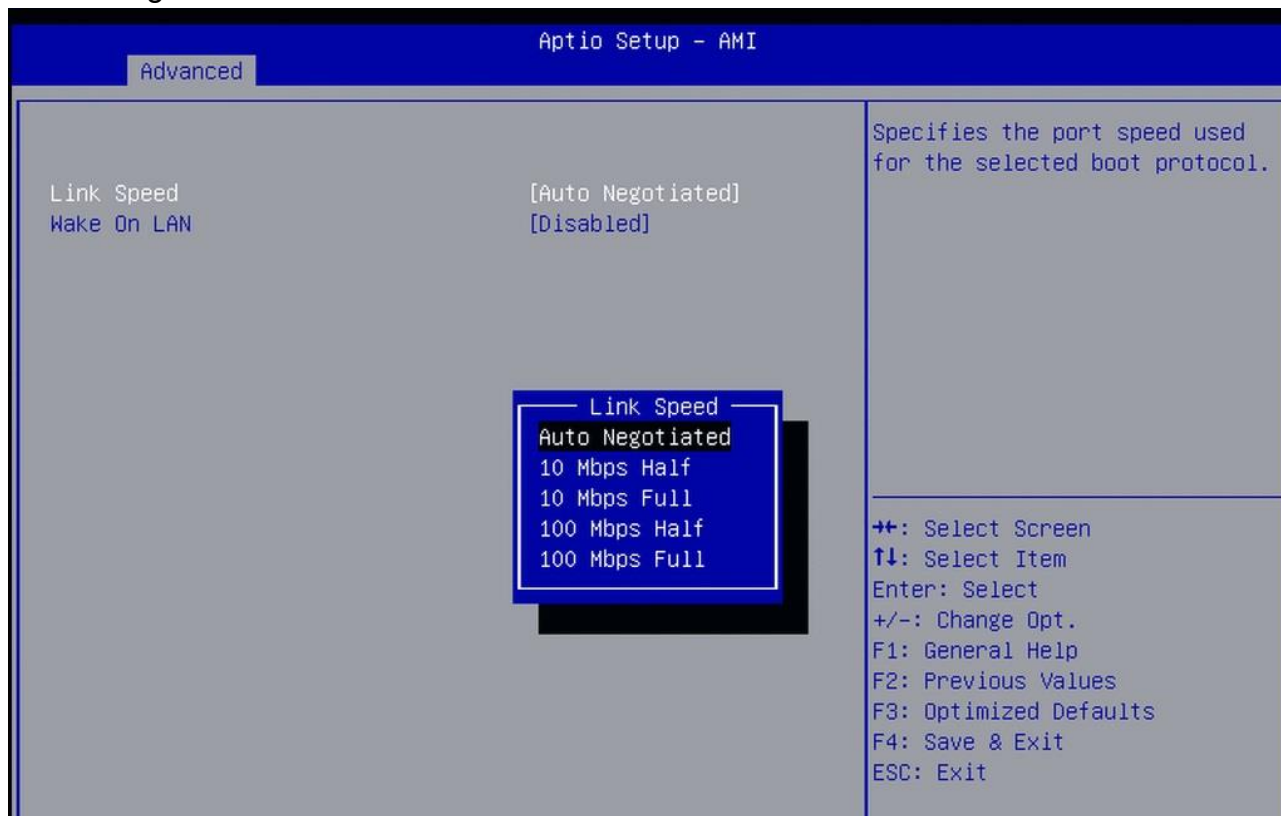 Aptio Setup – AMI
Advanced
Link Speed [Auto Negotiated]
Wake On LAN [Disabled]
Specifies the port speed used
for the selected boot protocol.
Link Speed
Auto Negotiated
10 Mbps Half
10 Mbps Full
100 Mbps Half
100 Mbps Full
→←: Select Screen
↑↓: Select Item
Enter: Select
+/-: Change Opt.
F1: General Help
F2: Previous Values
F3: Optimized Defaults
F4: Save & Exit
ESC: Exit